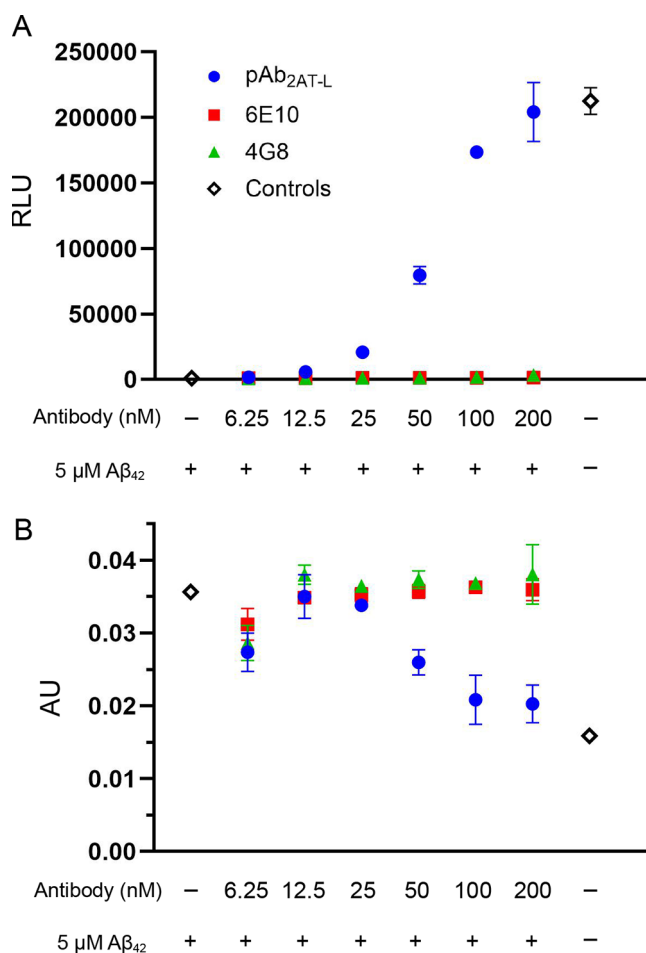 A
250000
200000
150000
100000
50000
0
RLU
pAb2AT-L
6E10
4G8
Controls
Antibody (nM) – 6.25 12.5 25 50 100 200 –
5 µM Aβ42 + + + + + + + –
B
0.04
0.03
0.02
0.01
0.00
AU
Antibody (nM) – 6.25 12.5 25 50 100 200 –
5 µM Aβ42 + + + + + + + –